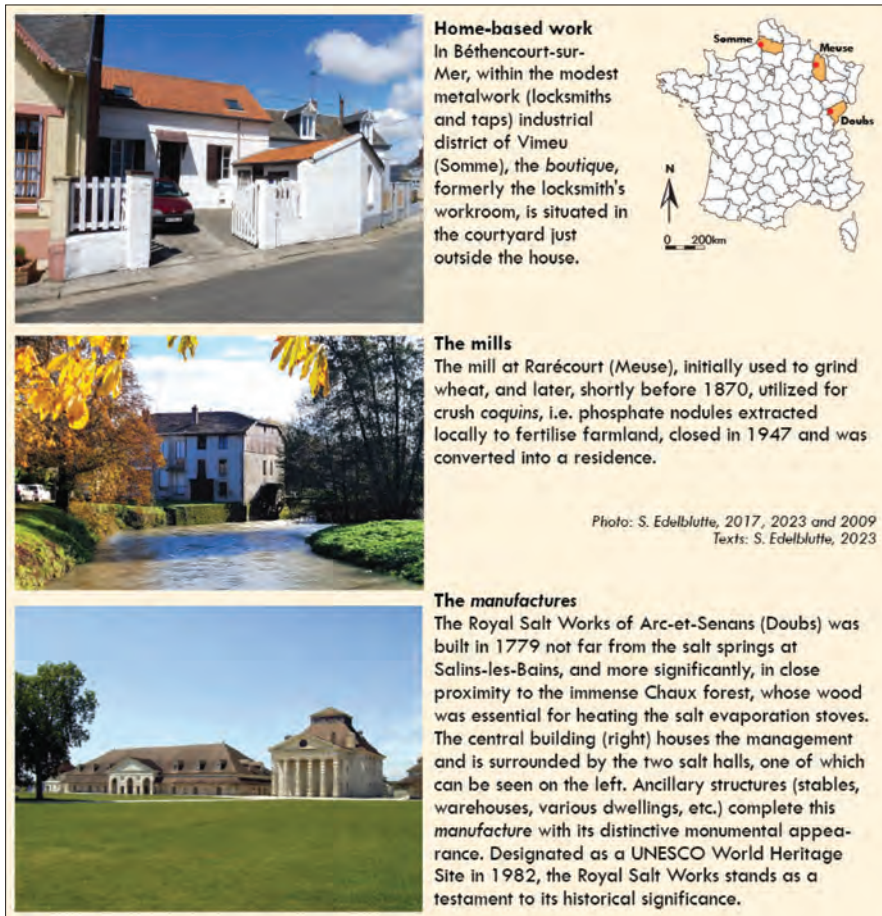 Home-based work
In Béthencourt-sur-
Mer, within the modest
metalwork (locksmiths
and taps) industrial
district of Vimeu
(Somme), the boutique,
formerly the locksmith's
workroom, is situated in
the courtyard just
outside the house.
Somme
Meuse
Doubs
N
0 200km
The mills
The mill at Rarécourt (Meuse), initially used to grind
wheat, and later, shortly before 1870, utilized for
crush coquins, i.e. phosphate nodules extracted
locally to fertilise farmland, closed in 1947 and was
converted into a residence.
Photo: S. Edelblutte, 2017, 2023 and 2009
Texts: S. Edelblutte, 2023
The manufactures
The Royal Salt Works of Arc-et-Senans (Doubs) was
built in 1779 not far from the salt springs at
Salins-les-Bains, and more significantly, in close
proximity to the immense Chaux forest, whose wood
was essential for heating the salt evaporation stoves.
The central building (right) houses the management
and is surrounded by the two salt halls, one of which
can be seen on the left. Ancillary structures (stables,
warehouses, various dwellings, etc.) complete this
manufacture with its distinctive monumental appea-
rance. Designated as a UNESCO World Heritage
Site in 1982, the Royal Salt Works stands as a
testament to its historical significance.